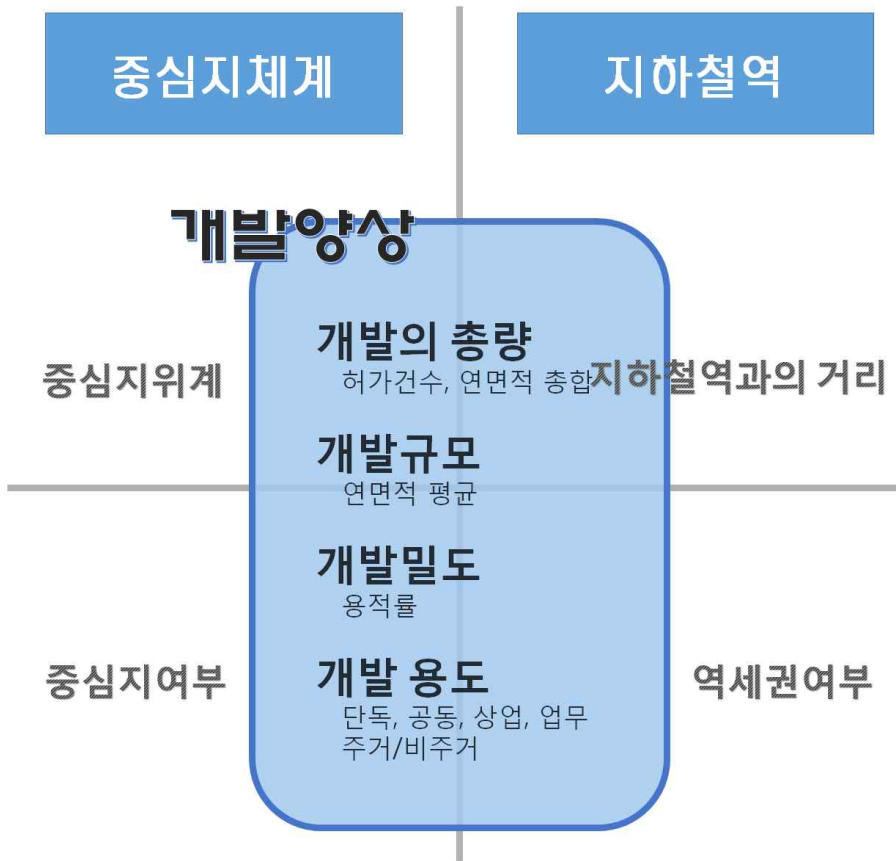 중심지체계
지하철역
개발양상
개발의 총량
허가건수, 연면적 총합
중심지위계
지하철역과의 거리
개발규모
연면적 평균
개발밀도
용적률
중심지여부
개발 용도
단독, 공동, 상업, 업무
주거/비주거
역세권여부